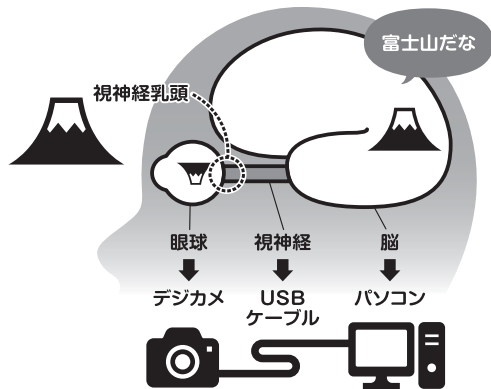 富士山だな
視神経乳頭
眼球
視神経
脳
デジカメ
USB
ケーブル
パソコン